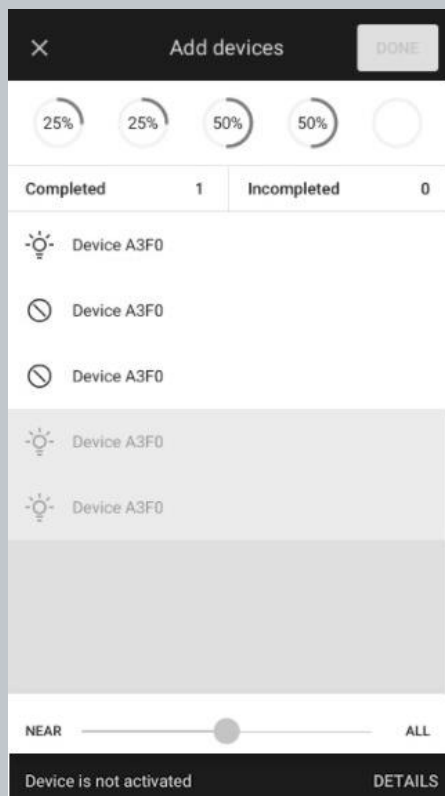 Add devices DONE
25% 25% 50% 50%
Completed 1 Incompleted 0
Device A3F0
Device A3F0
Device A3F0
Device A3F0
Device A3F0
NEAR ALL
Device is not activated DETAILS